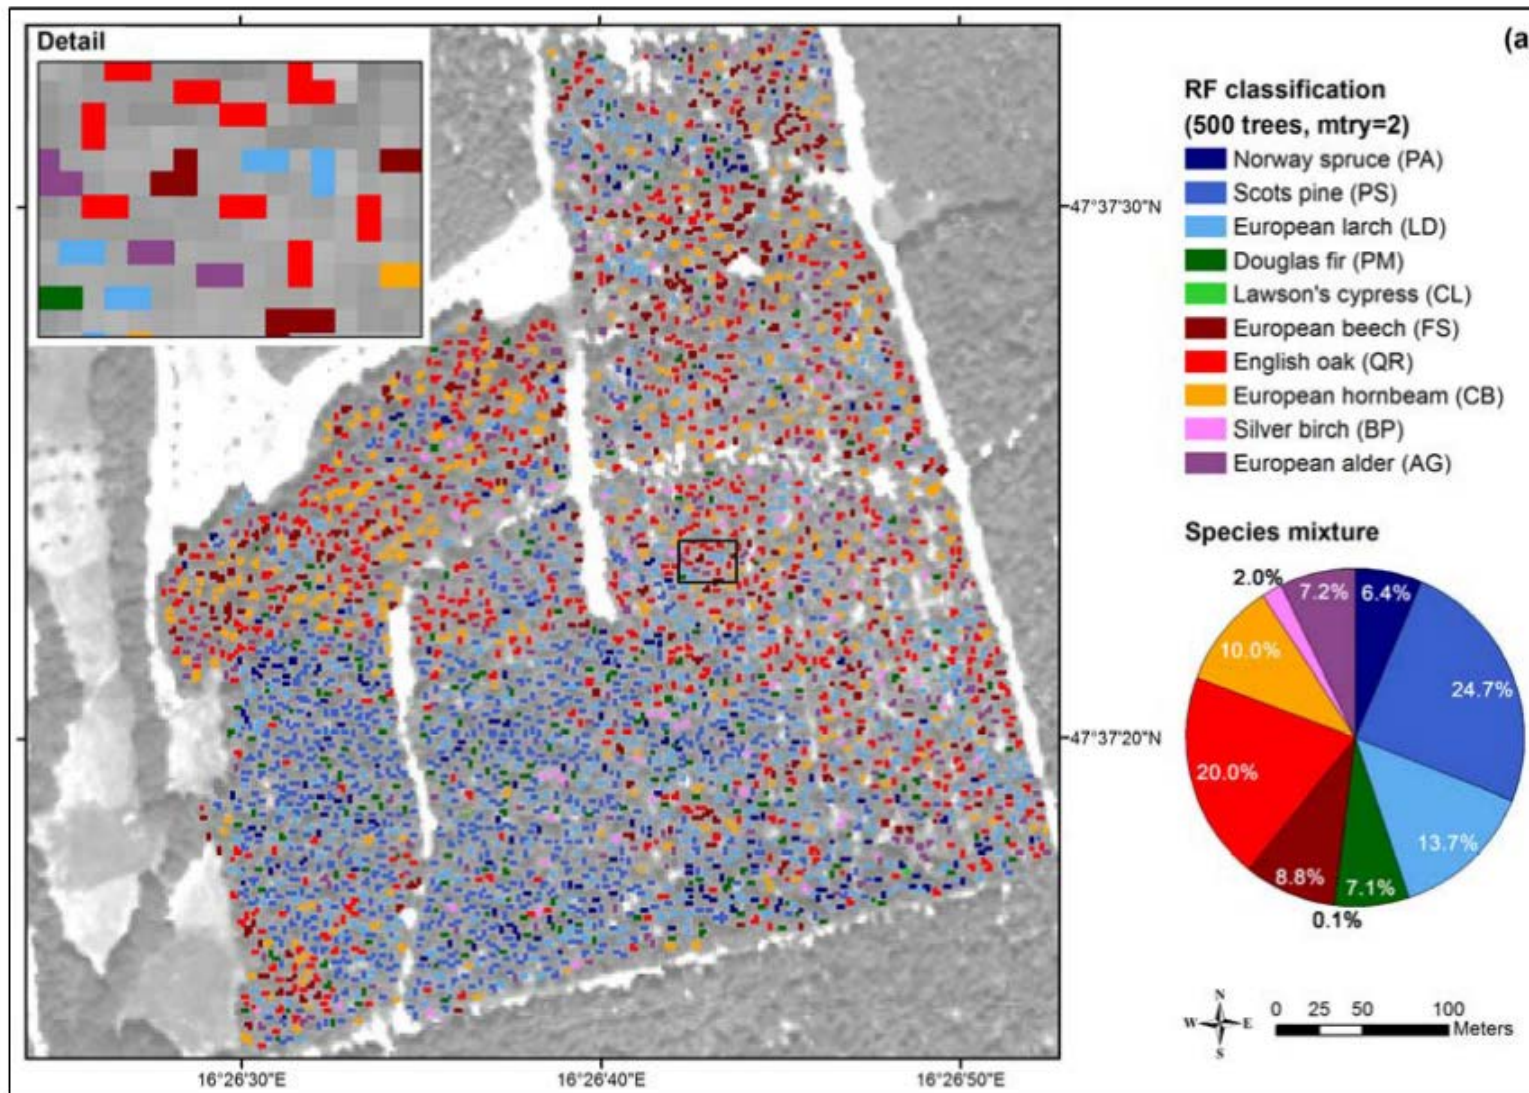 Detail
(a
RF classification
(500 trees, mtry=2)
Norway spruce (PA)
Scots pine (PS)
European larch (LD)
Douglas fir (PM)
Lawson's cypress (CL)
European beech (FS)
English oak (QR)
European hornbeam (CB)
Silver birch (BP)
European alder (AG)
Species mixture
2.0%
7.2%
6.4%
10.0%
24.7%
20.0%
13.7%
8.8%
7.1%
0.1%
47°37'30"N
47°37'20"N
16°26'30"E
16°26'40"E
16°26'50"E
N
W
E
S
0 25 50 100
Meters